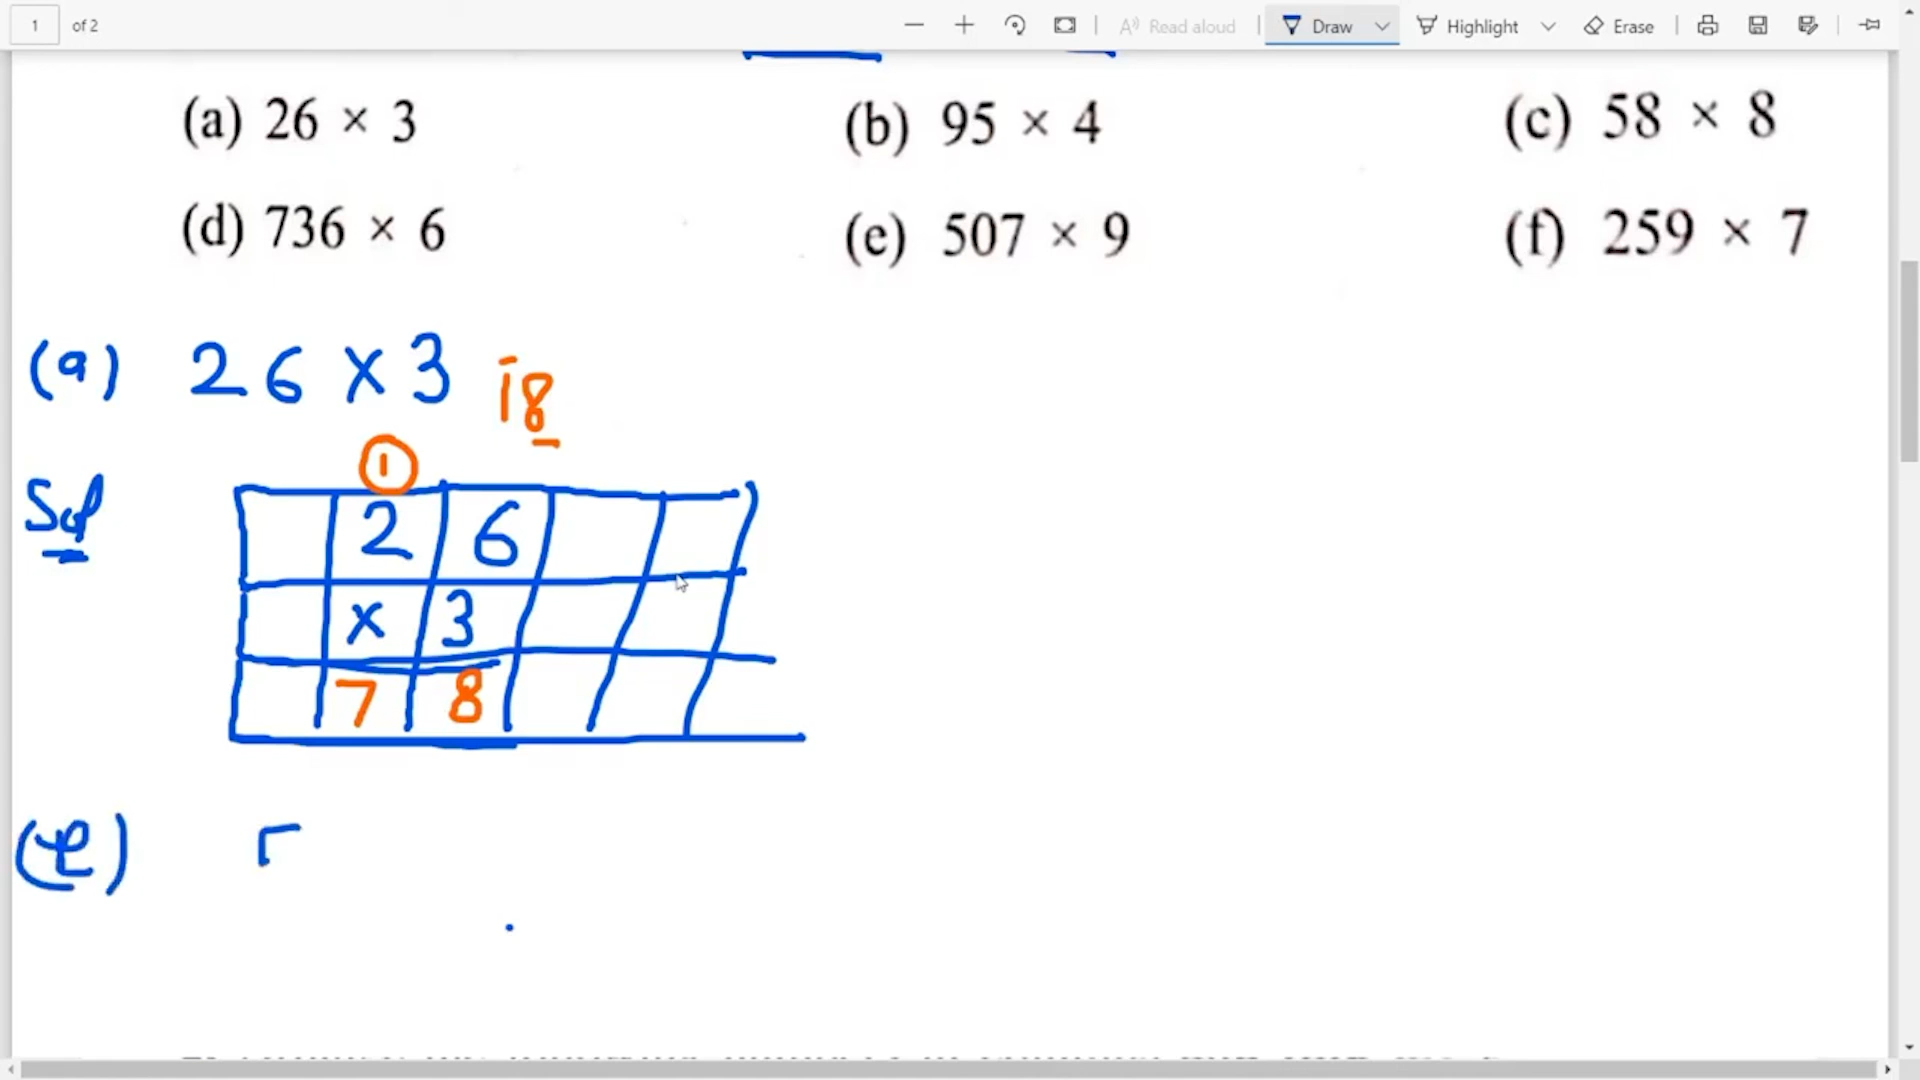 1 of 2 Read aloud Draw Highlight Erase
(a) 26 × 3 (b) 95 × 4 (c) 58 × 8
(d) 736 × 6 (e) 507 × 9 (f) 259 × 7
(a) 26 × 3 18
1
Sol 2 6
× 3
7 8
(e)